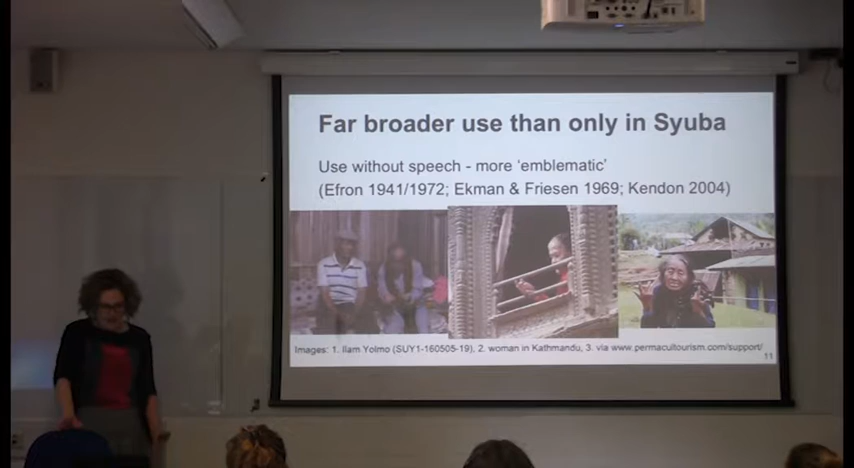 Far broader use than only in Syuba
Use without speech - more 'emblematic'
(Efron 1941/1972; Ekman & Friesen 1969; Kendon 2004)
Images: 1. Ilam Yolmo (SUY1-160505-19), 2. woman in Kathmandu, 3. via www.permacultourism.com/support/
11